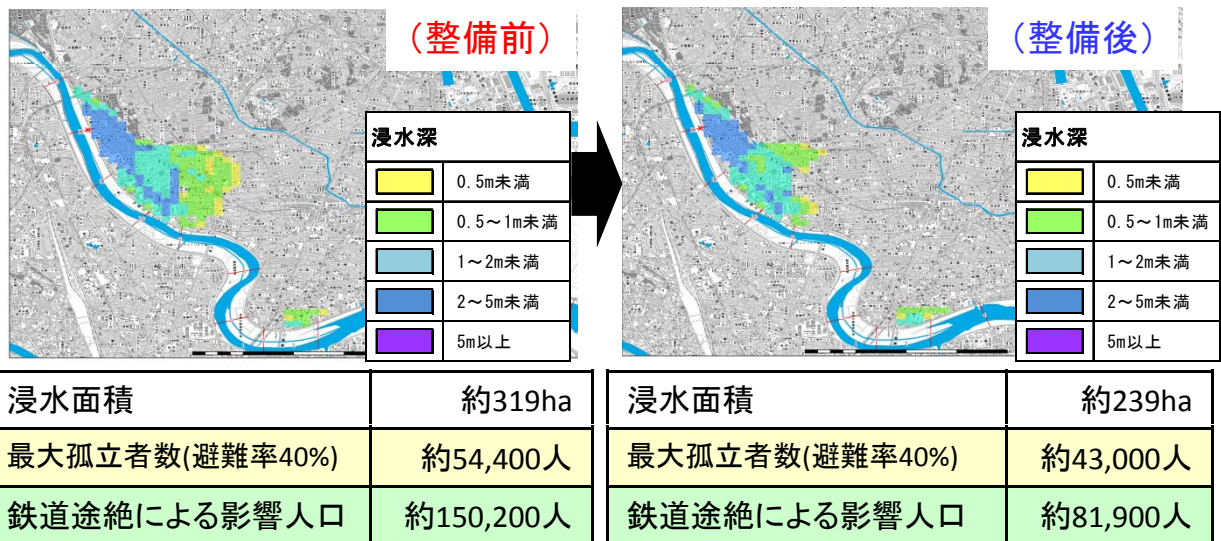 (整備前)
浸水深
0.5m未満
0.5～1m未満
1～2m未満
2～5m未満
5m以上
(整備後)
浸水深
0.5m未満
0.5～1m未満
1～2m未満
2～5m未満
5m以上
浸水面積 約319ha
最大孤立者数(避難率40%) 約54,400人
鉄道途絶による影響人口 約150,200人
浸水面積 約239ha
最大孤立者数(避難率40%) 約43,000人
鉄道途絶による影響人口 約81,900人